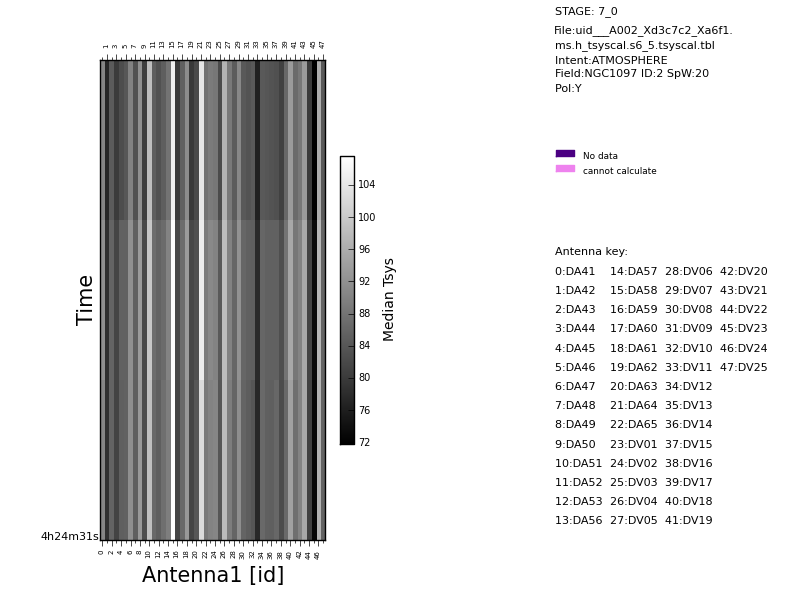 STAGE: 7_0
File:uid___A002_Xd3c7c2_Xa6f1.
ms.h_tsyscal.s6_5.tsyscal.tbl
Intent:ATMOSPHERE
Field:NGC1097 ID:2 SpW:20
Pol:Y
1 3 5 7 9 11 13 15 17 19 21 23 25 27 29 31 33 35 37 39 41 43 45 47
No data
cannot calculate
104
100
96
92
88
84
80
76
72
Median Tsys
Time
4h24m31s
0 2 4 6 8 10 12 14 16 18 20 22 24 26 28 30 32 34 36 38 40 42 44 46
Antenna1 [id]
Antenna key:
0:DA41 14:DA57 28:DV06 42:DV20
1:DA42 15:DA58 29:DV07 43:DV21
2:DA43 16:DA59 30:DV08 44:DV22
3:DA44 17:DA60 31:DV09 45:DV23
4:DA45 18:DA61 32:DV10 46:DV24
5:DA46 19:DA62 33:DV11 47:DV25
6:DA47 20:DA63 34:DV12
7:DA48 21:DA64 35:DV13
8:DA49 22:DA65 36:DV14
9:DA50 23:DV01 37:DV15
10:DA51 24:DV02 38:DV16
11:DA52 25:DV03 39:DV17
12:DA53 26:DV04 40:DV18
13:DA56 27:DV05 41:DV19